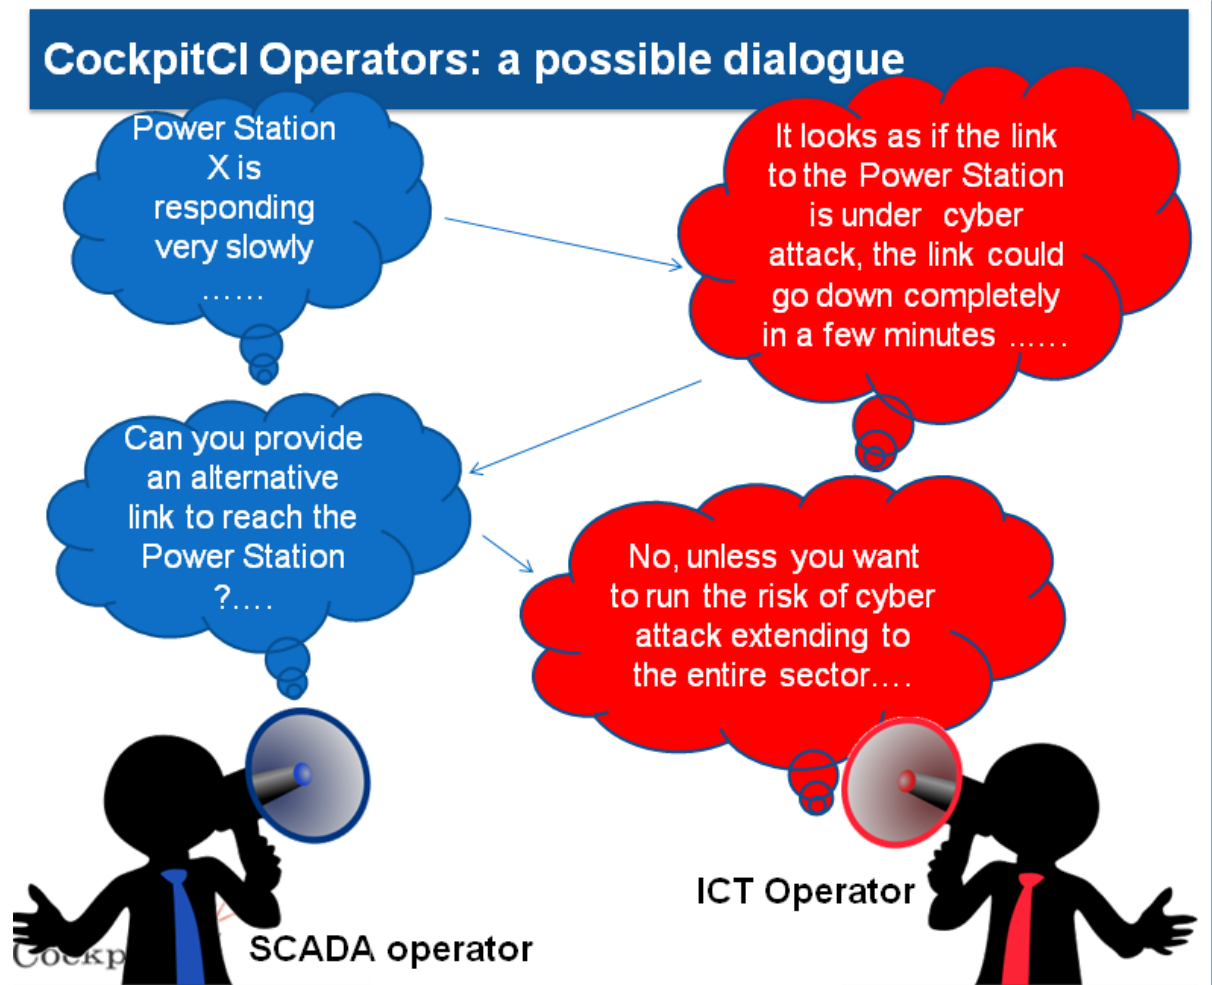 CockpitCI Operators: a possible dialogue
Power Station
X is
responding
very slowly
......
It looks as if the link
to the Power Station
is under cyber
attack, the link could
go down completely
in a few minutes ......
Can you provide
an alternative
link to reach the
Power Station
?....
No, unless you want
to run the risk of cyber
attack extending to
the entire sector....
ICT Operator
SCADA operator